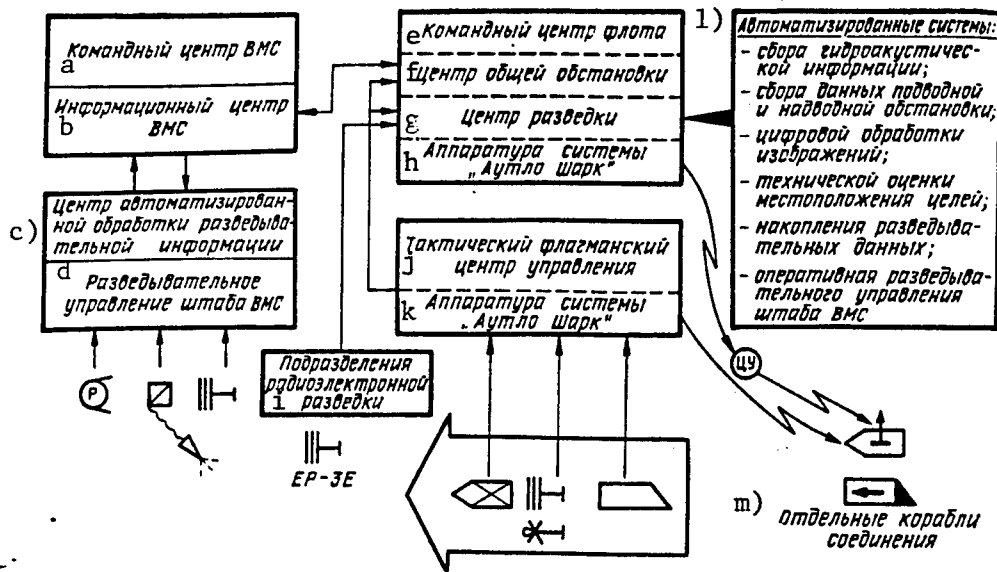 a
Командный центр ВМС
b
Информационный центр
ВМС
c)
Центр автоматизирован-
ной обработки разведыва-
тельной информации
d
Разведывательное
управление штаба ВМС
Р
e
Командный центр флота
f
Центр общей обстановки
g
Центр разведки
h
Аппаратура системы
„Аутло шарк"
j
Тактический флагманский
центр управления
k
Аппаратура системы
„Аутло шарк"
i
Подразделения
радиоэлектронной
разведки
ЕР-3Е
l)
Автоматизированные системы:
- сбора гидроакустичес-
кой информации;
- сбора данных подводной
и надводной обстановки;
- цифровой обработки
изображений;
- технической оценки
местоположения целей;
- накопления разведыва-
тельных данных;
- оперативная разведыва-
тельного управления
штаба ВМС
ЦУ
m)
Отдельные корабли
соединения